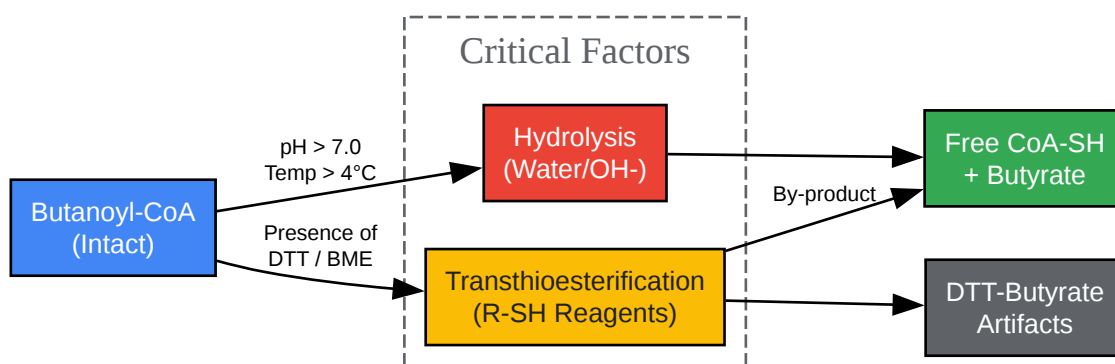 Critical Factors
Butanoyl-CoA
(Intact)
pH > 7.0
Temp > 4°C
Presence of
DTT / BME
Hydrolysis
(Water/OH-)
Transthioesterification
(R-SH Reagents)
By-product
Free CoA-SH
+ Butyrate
DTT-Butyrate
Artifacts